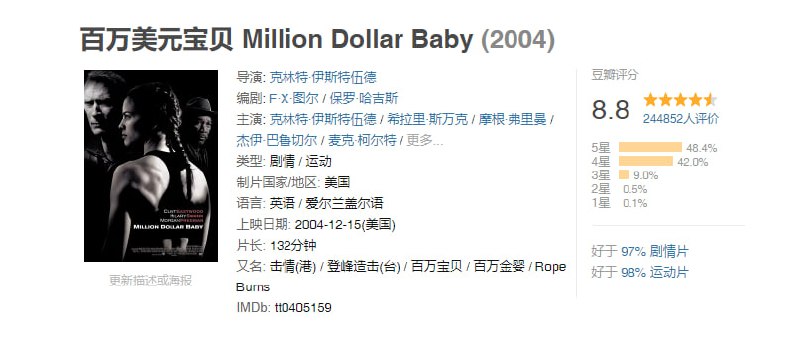 百万美元宝贝 Million Dollar Baby (2004)
CLINT EASTWOOD
HILARY SWANK
MORGAN FREEMAN
MILLION DOLLAR BABY
更新描述或海报
导演: 克林特·伊斯特伍德
编剧: F·X·图尔 / 保罗·哈吉斯
主演: 克林特·伊斯特伍德 / 希拉里·斯万克 / 摩根·弗里曼 /
杰伊·巴鲁切尔 / 麦克·柯尔特 / 更多...
类型: 剧情 / 运动
制片国家/地区: 美国
语言: 英语 / 爱尔兰盖尔语
上映日期: 2004-12-15(美国)
片长: 132分钟
又名: 击情(港) / 登峰造击(台) / 百万宝贝 / 百万金婴 / Rope
Burns
IMDb: tt0405159
豆瓣评分
8.8
244852人评价
5星 48.4%
4星 42.0%
3星 9.0%
2星 0.5%
1星 0.1%
好于 97% 剧情片
好于 98% 运动片